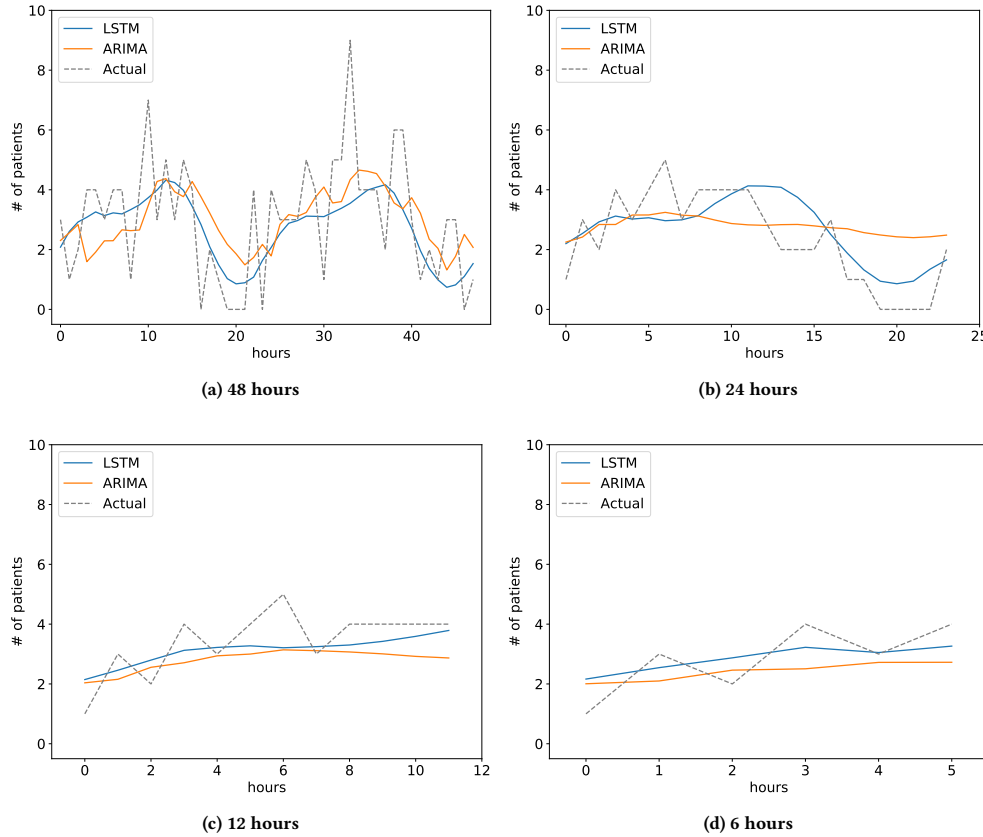 10
8
6
4
2
0
# of patients
LSTM
ARIMA
Actual
0 10 20 30 40
hours
(a) 48 hours
10
8
6
4
2
0
# of patients
LSTM
ARIMA
Actual
0 5 10 15 20 25
hours
(b) 24 hours
10
8
6
4
2
0
# of patients
LSTM
ARIMA
Actual
0 2 4 6 8 10 12
hours
(c) 12 hours
10
8
6
4
2
0
# of patients
LSTM
ARIMA
Actual
0 1 2 3 4 5
hours
(d) 6 hours